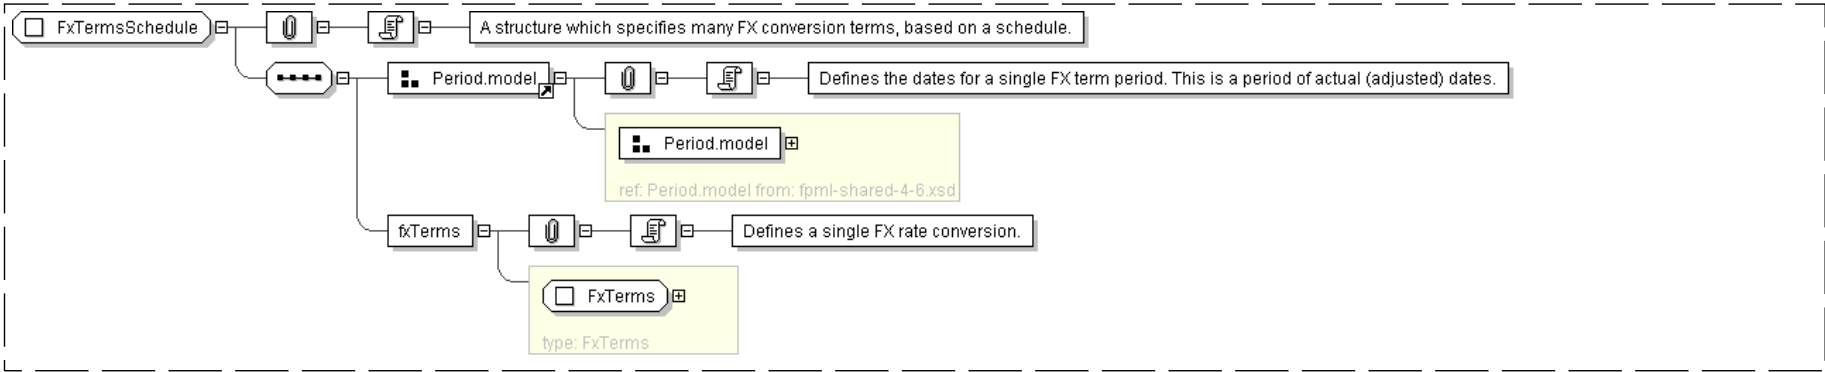 FxTermsSchedule
A structure which specifies many FX conversion terms, based on a schedule.
Period.model
Defines the dates for a single FX term period. This is a period of actual (adjusted) dates.
Period.model
ref: Period.model from: fpml-shared-4-6.xsd
fxTerms
Defines a single FX rate conversion.
FxTerms
type: FxTerms